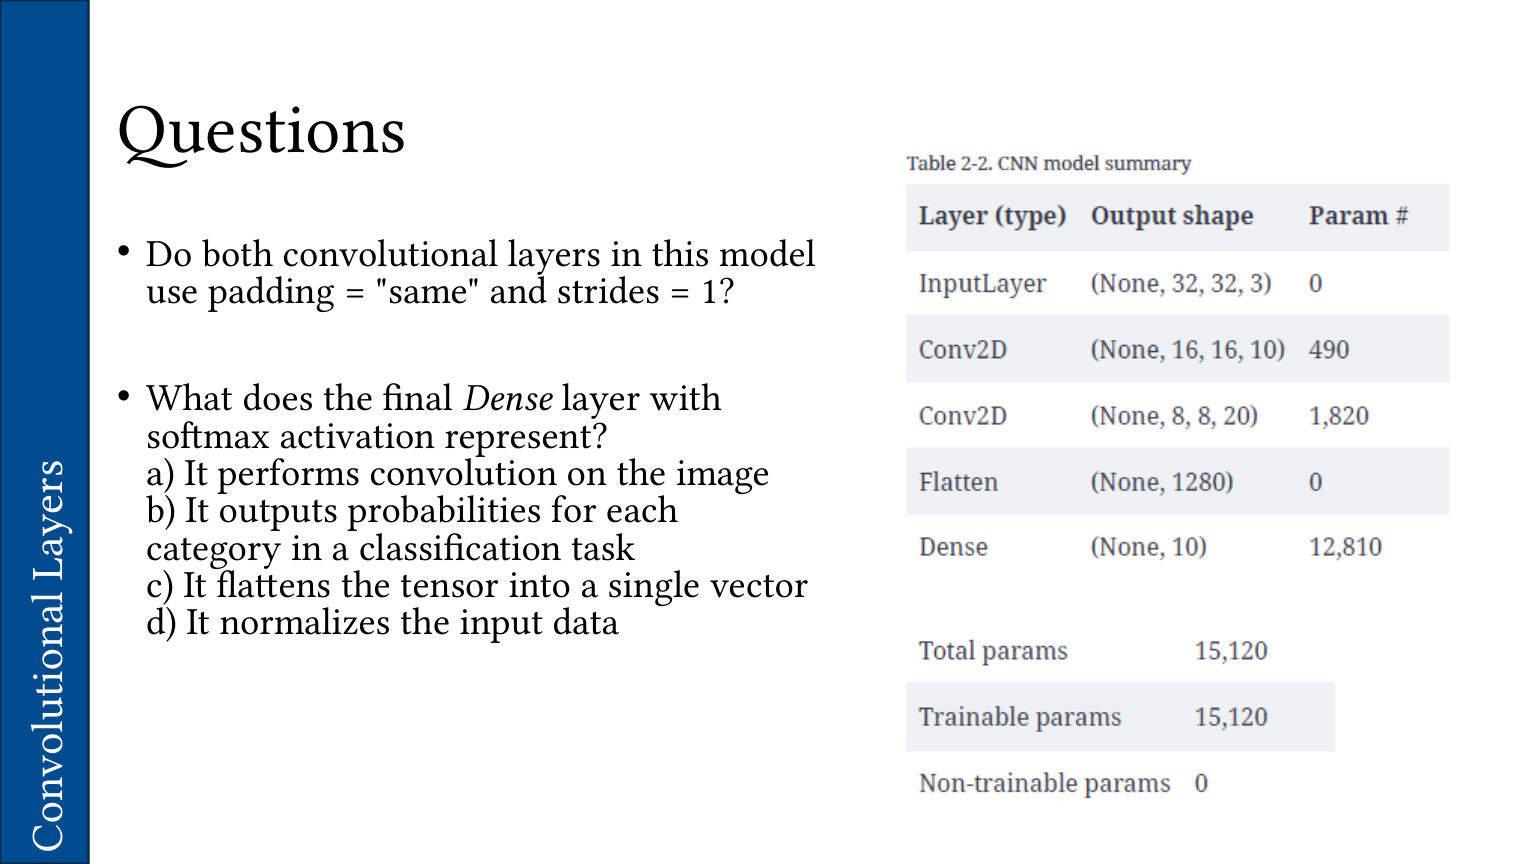 Convolutional Layers
Questions
• Do both convolutional layers in this model
use padding = "same" and strides = 1?
• What does the final Dense layer with
softmax activation represent?
a) It performs convolution on the image
b) It outputs probabilities for each
category in a classification task
c) It flattens the tensor into a single vector
d) It normalizes the input data
Table 2-2. CNN model summary
Layer (type) Output shape Param #
InputLayer (None, 32, 32, 3) 0
Conv2D (None, 16, 16, 10) 490
Conv2D (None, 8, 8, 20) 1,820
Flatten (None, 1280) 0
Dense (None, 10) 12,810
Total params 15,120
Trainable params 15,120
Non-trainable params 0